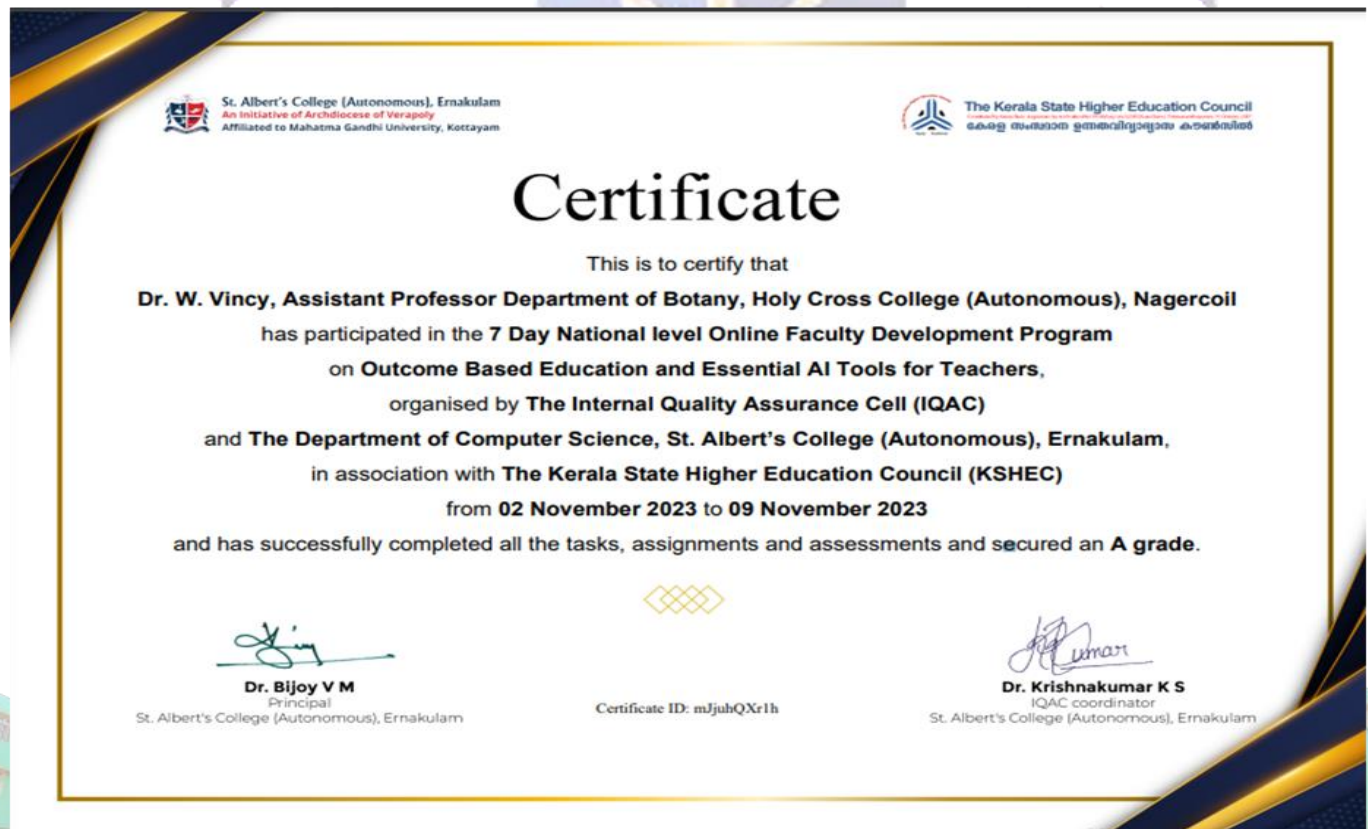 St. Albert's College (Autonomous), Ernakulam
An Initiative of Archdiocese of Verapoly
Affiliated to Mahatma Gandhi University, Kottayam
The Kerala State Higher Education Council
കേരള സംസ്ഥാന ഉന്നതവിദ്യാഭ്യാസ കൗൺസിൽ
Certificate
This is to certify that
Dr. W. Vincy, Assistant Professor Department of Botany, Holy Cross College (Autonomous), Nagercoil
has participated in the 7 Day National level Online Faculty Development Program
on Outcome Based Education and Essential AI Tools for Teachers,
organised by The Internal Quality Assurance Cell (IQAC)
and The Department of Computer Science, St. Albert's College (Autonomous), Ernakulam,
in association with The Kerala State Higher Education Council (KSHEC)
from 02 November 2023 to 09 November 2023
and has successfully completed all the tasks, assignments and assessments and secured an A grade.
Dr. Bijoy V M
Principal
St. Albert's College (Autonomous), Ernakulam
Certificate ID: mJjuhQXr1h
Dr. Krishnakumar K S
IQAC coordinator
St. Albert's College (Autonomous), Ernakulam